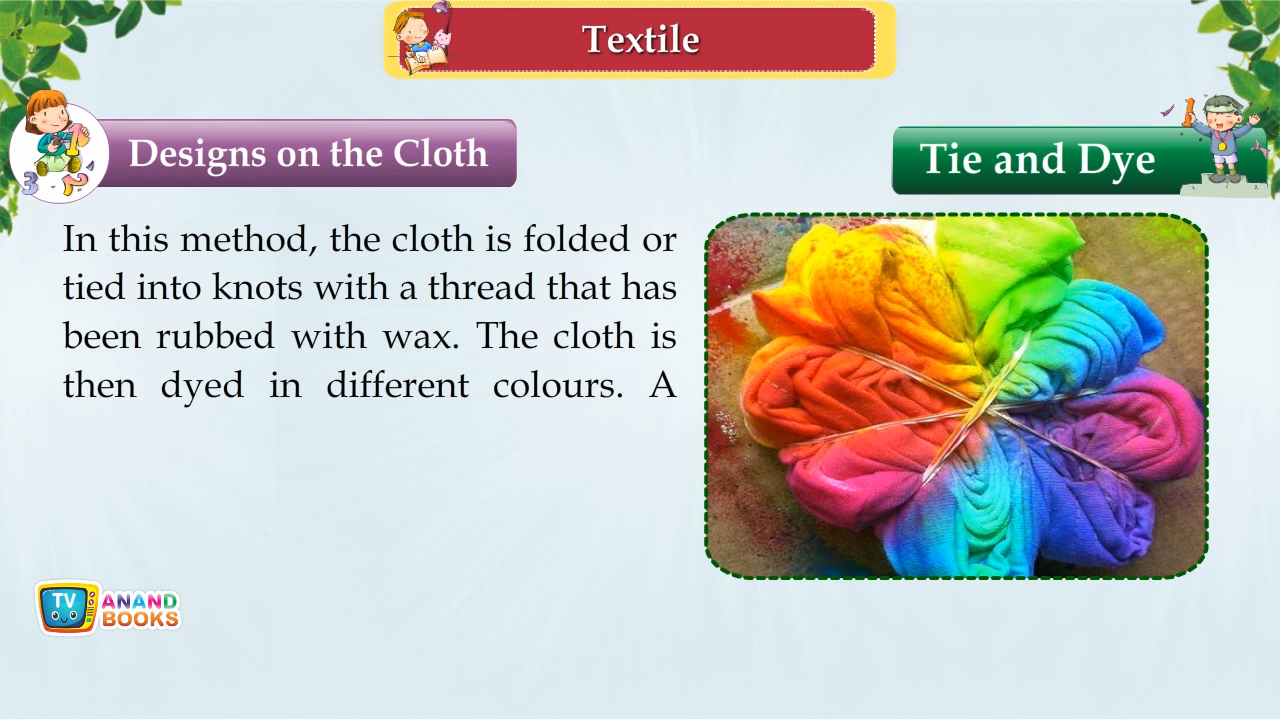 Textile
Designs on the Cloth
Tie and Dye
In this method, the cloth is folded or
tied into knots with a thread that has
been rubbed with wax. The cloth is
then dyed in different colours. A
TV
ANAND
BOOKS